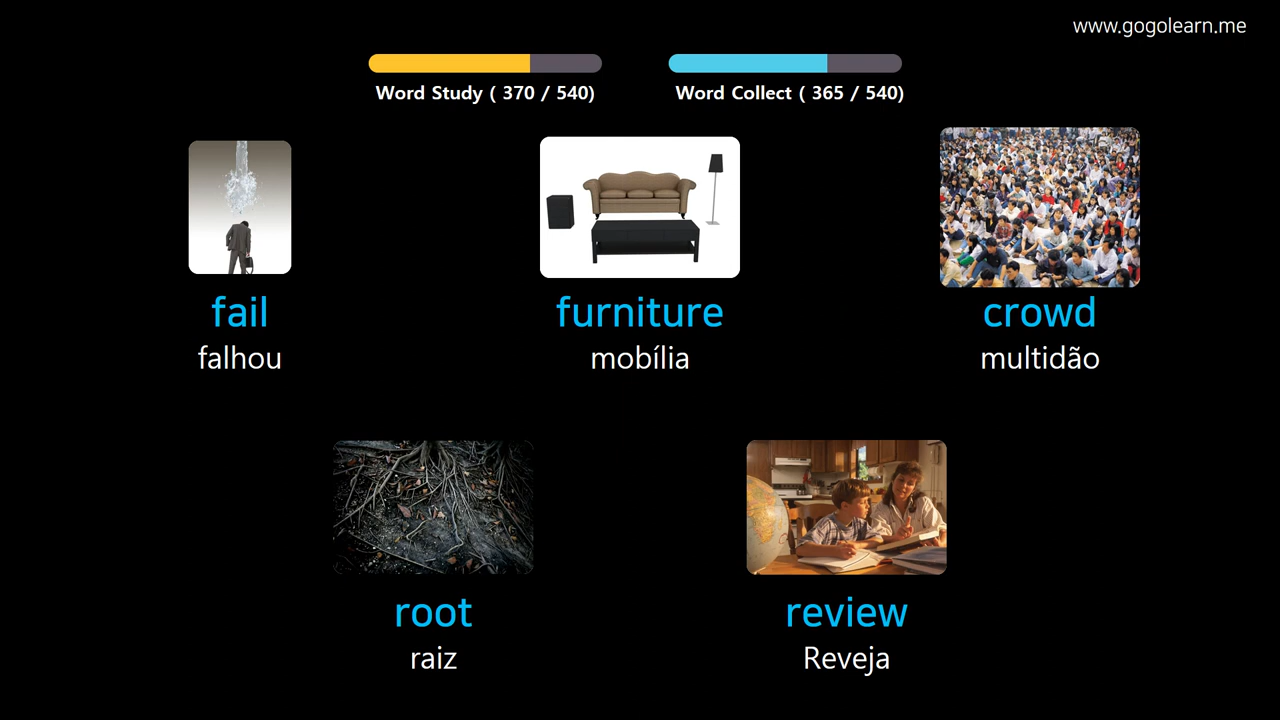 www.gogolearn.me
Word Study ( 370 / 540)
Word Collect ( 365 / 540)
fail
falhou
furniture
mobília
crowd
multidão
root
raiz
review
Reveja